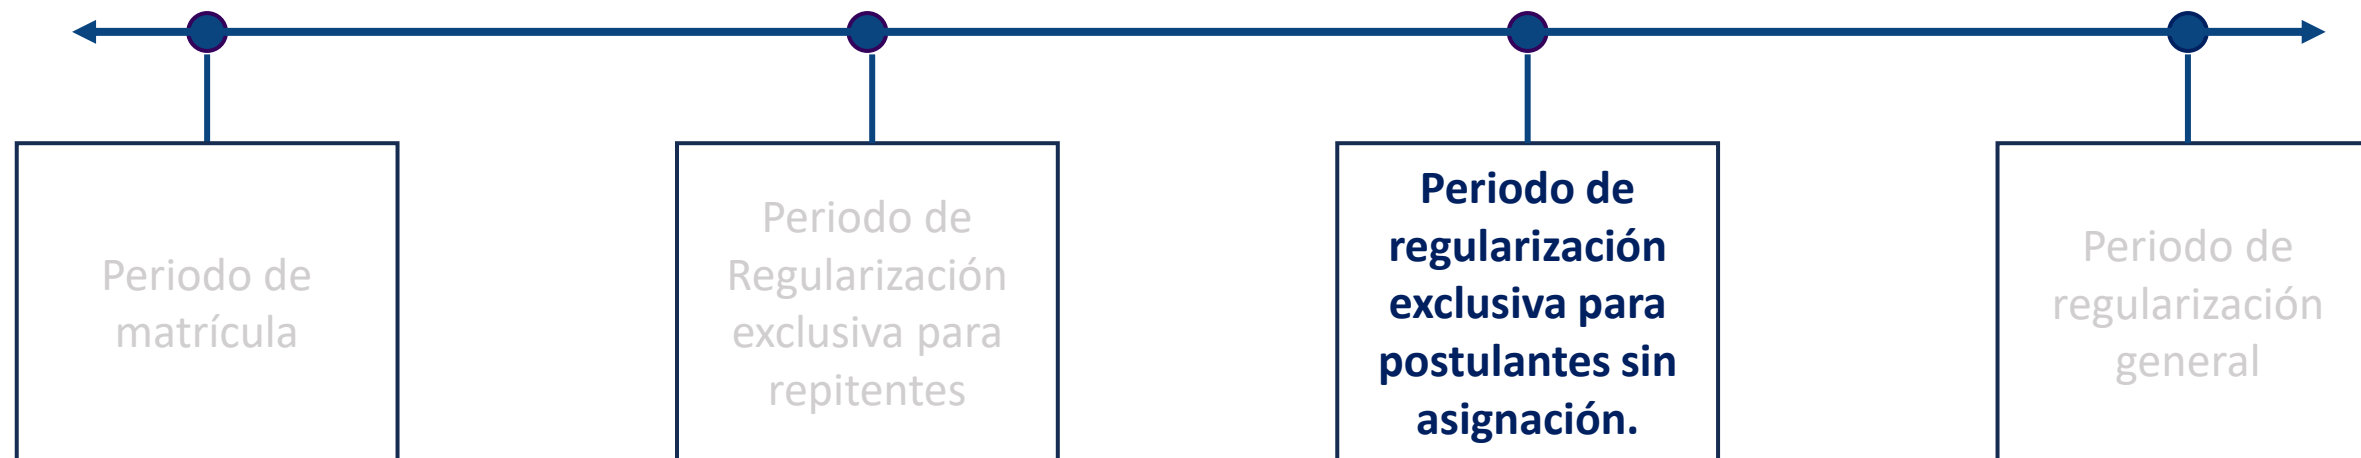 Periodo de
matrícula
Periodo de
Regularización
exclusiva para
repitentes
Periodo de
regularización
exclusiva para
postulantes sin
asignación.
Periodo de
regularización
general